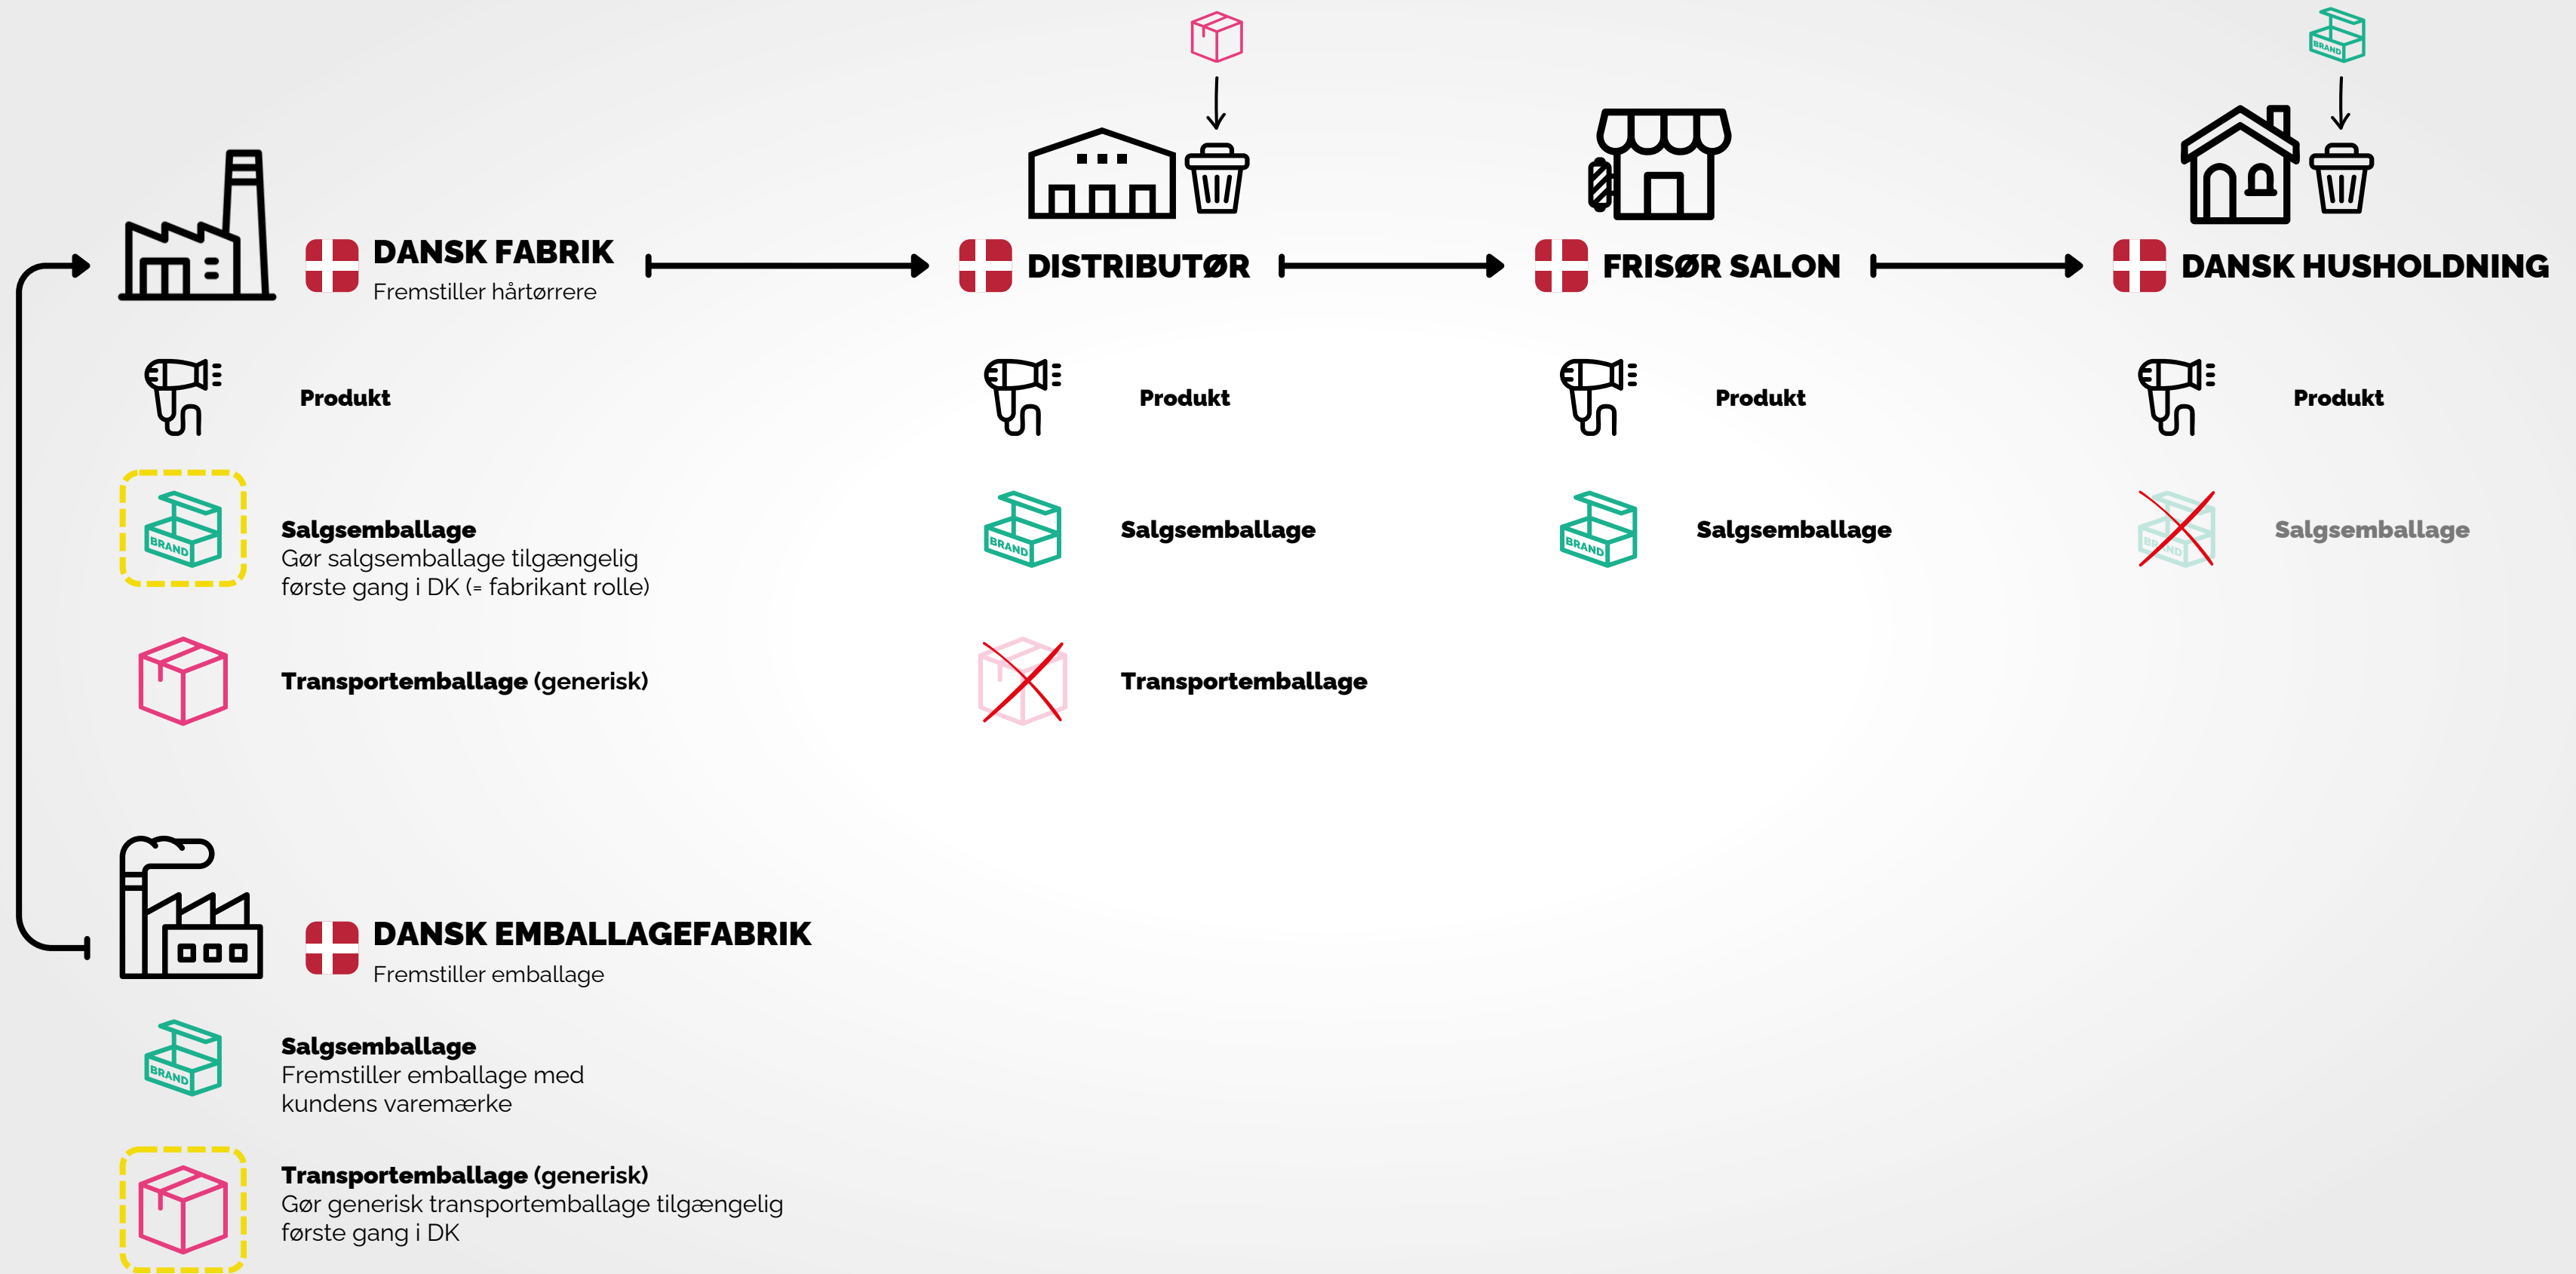 DANSK FABRIK
Fremstiller hårtørrere
DISTRIBUTØR
FRISØR SALON
DANSK HUSHOLDNING
BRAND
Produkt
Produkt
Produkt
Produkt
BRAND
Salgsemballage
Gør salgsemballage tilgængelig
første gang i DK (= fabrikant rolle)
BRAND
Salgsemballage
BRAND
Salgsemballage
BRAND
Salgsemballage
Transportemballage (generisk)
Transportemballage
DANSK EMBALLAGEFABRIK
Fremstiller emballage
BRAND
Salgsemballage
Fremstiller emballage med
kundens varemærke
Transportemballage (generisk)
Gør generisk transportemballage tilgængelig
første gang i DK